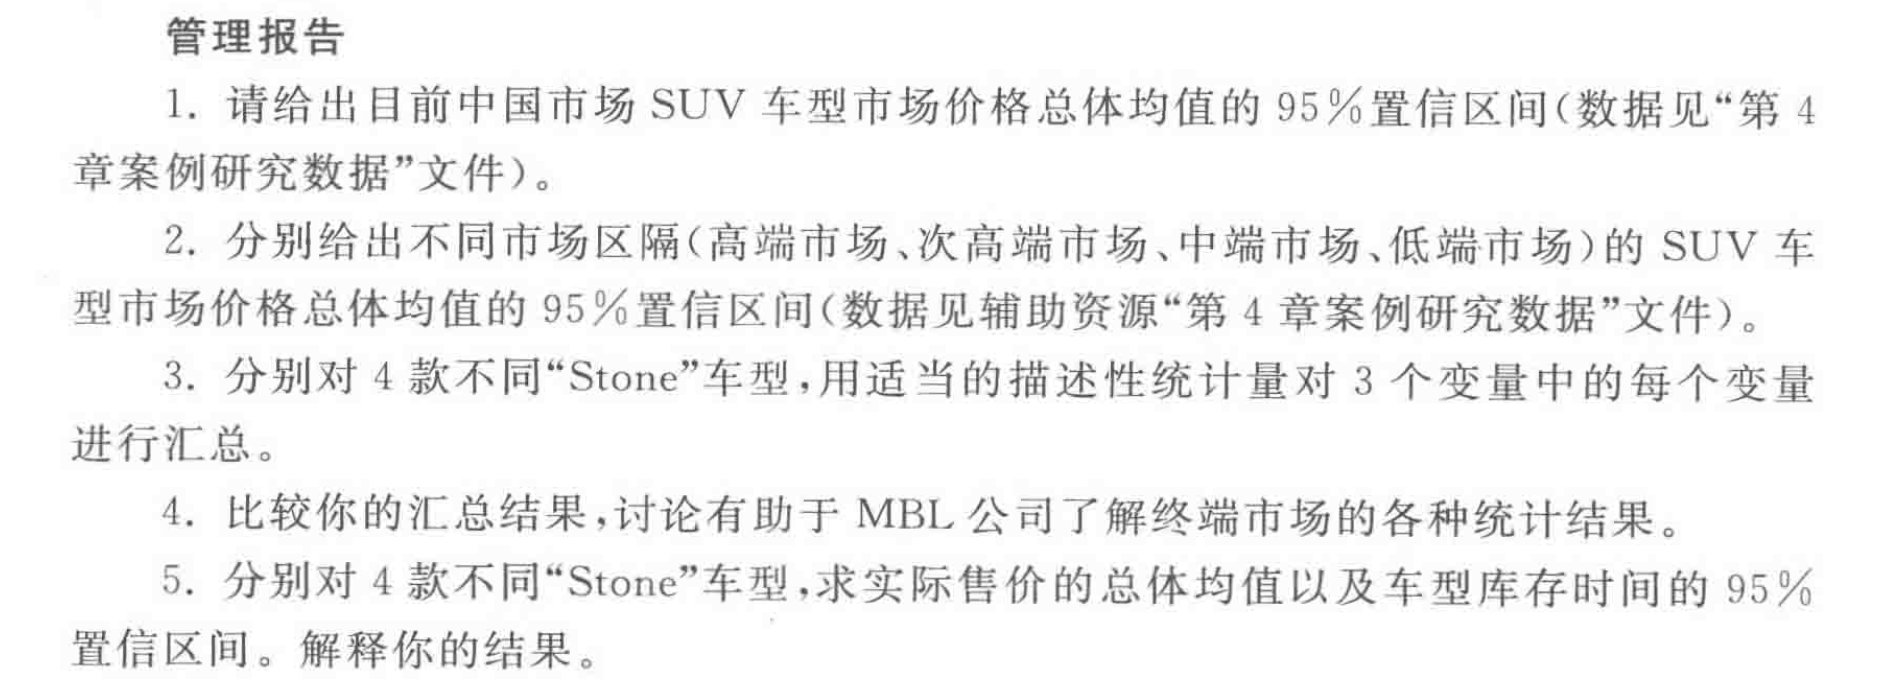 管理报告
1. 请给出目前中国市场 SUV 车型市场价格总体均值的 95%置信区间(数据见“第 4
章案例研究数据”文件)。
2. 分别给出不同市场区隔(高端市场、次高端市场、中端市场、低端市场)的 SUV 车
型市场价格总体均值的 95%置信区间(数据见辅助资源“第 4 章案例研究数据”文件)。
3. 分别对 4 款不同“Stone”车型,用适当的描述性统计量对 3 个变量中的每个变量
进行汇总。
4. 比较你的汇总结果,讨论有助于 MBL 公司了解终端市场的各种统计结果。
5. 分别对 4 款不同“Stone”车型,求实际售价的总体均值以及车型库存时间的 95%
置信区间。解释你的结果。